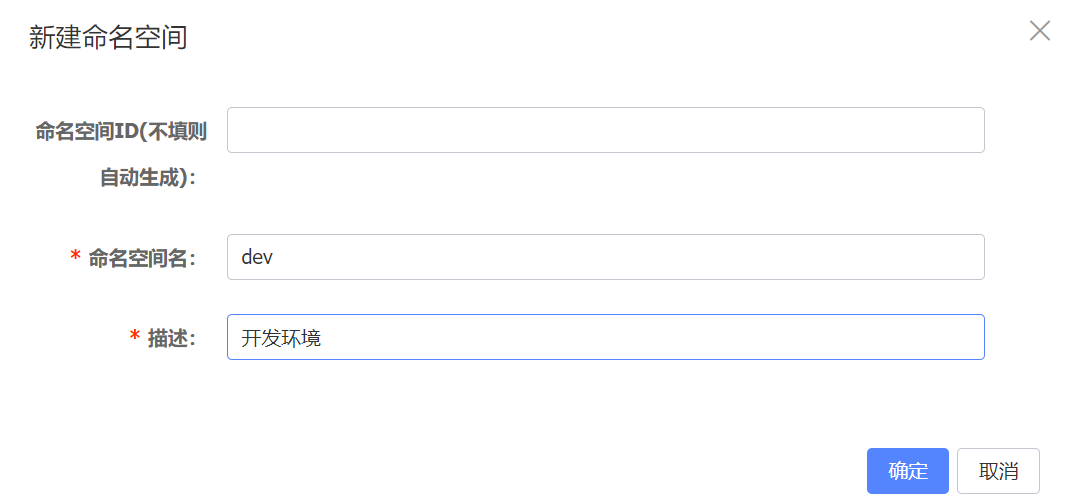 新建命名空间
命名空间ID(不填则
自动生成)：
* 命名空间名： dev
* 描述： 开发环境
确定 取消